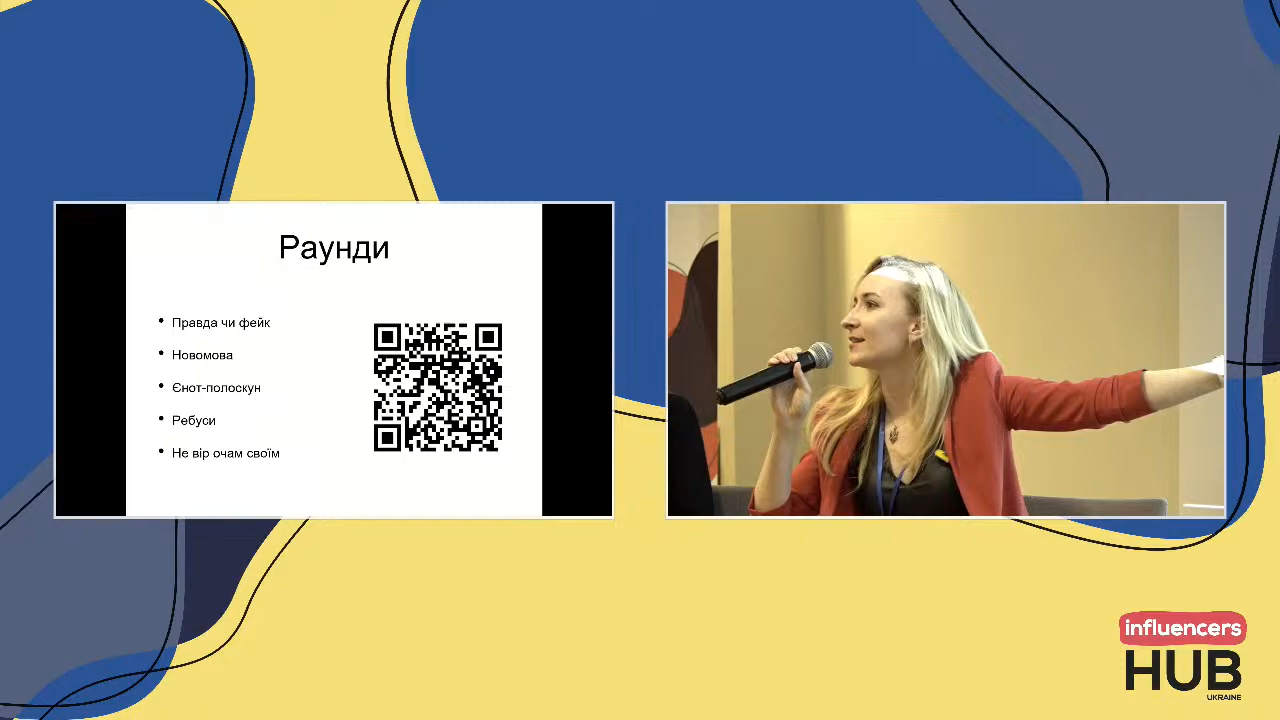 Раунди
Правда чи фейк
Новомова
Єнот-полоскун
Ребуси
Не вір очам своїм
influencers
HUB
UKRAINE